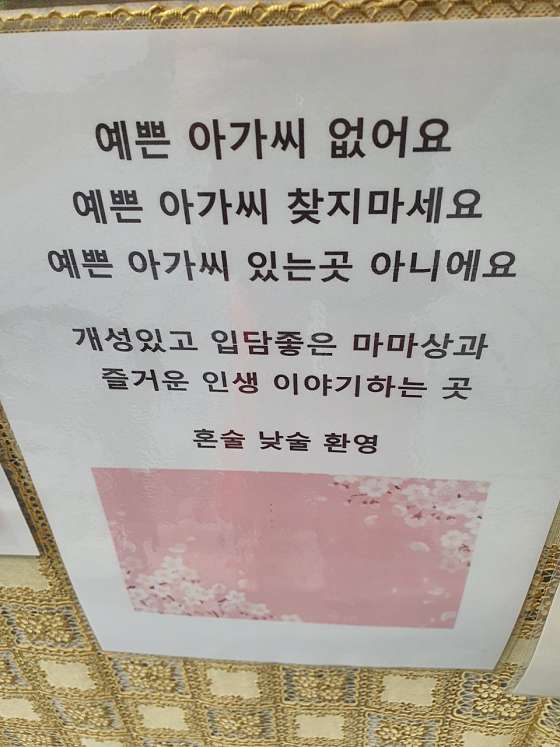 예쁜 아가씨 없어요
예쁜 아가씨 찾지마세요
예쁜 아가씨 있는곳 아니에요
개성있고 입담좋은 마마상과
즐거운 인생 이야기하는 곳
혼술 낮술 환영